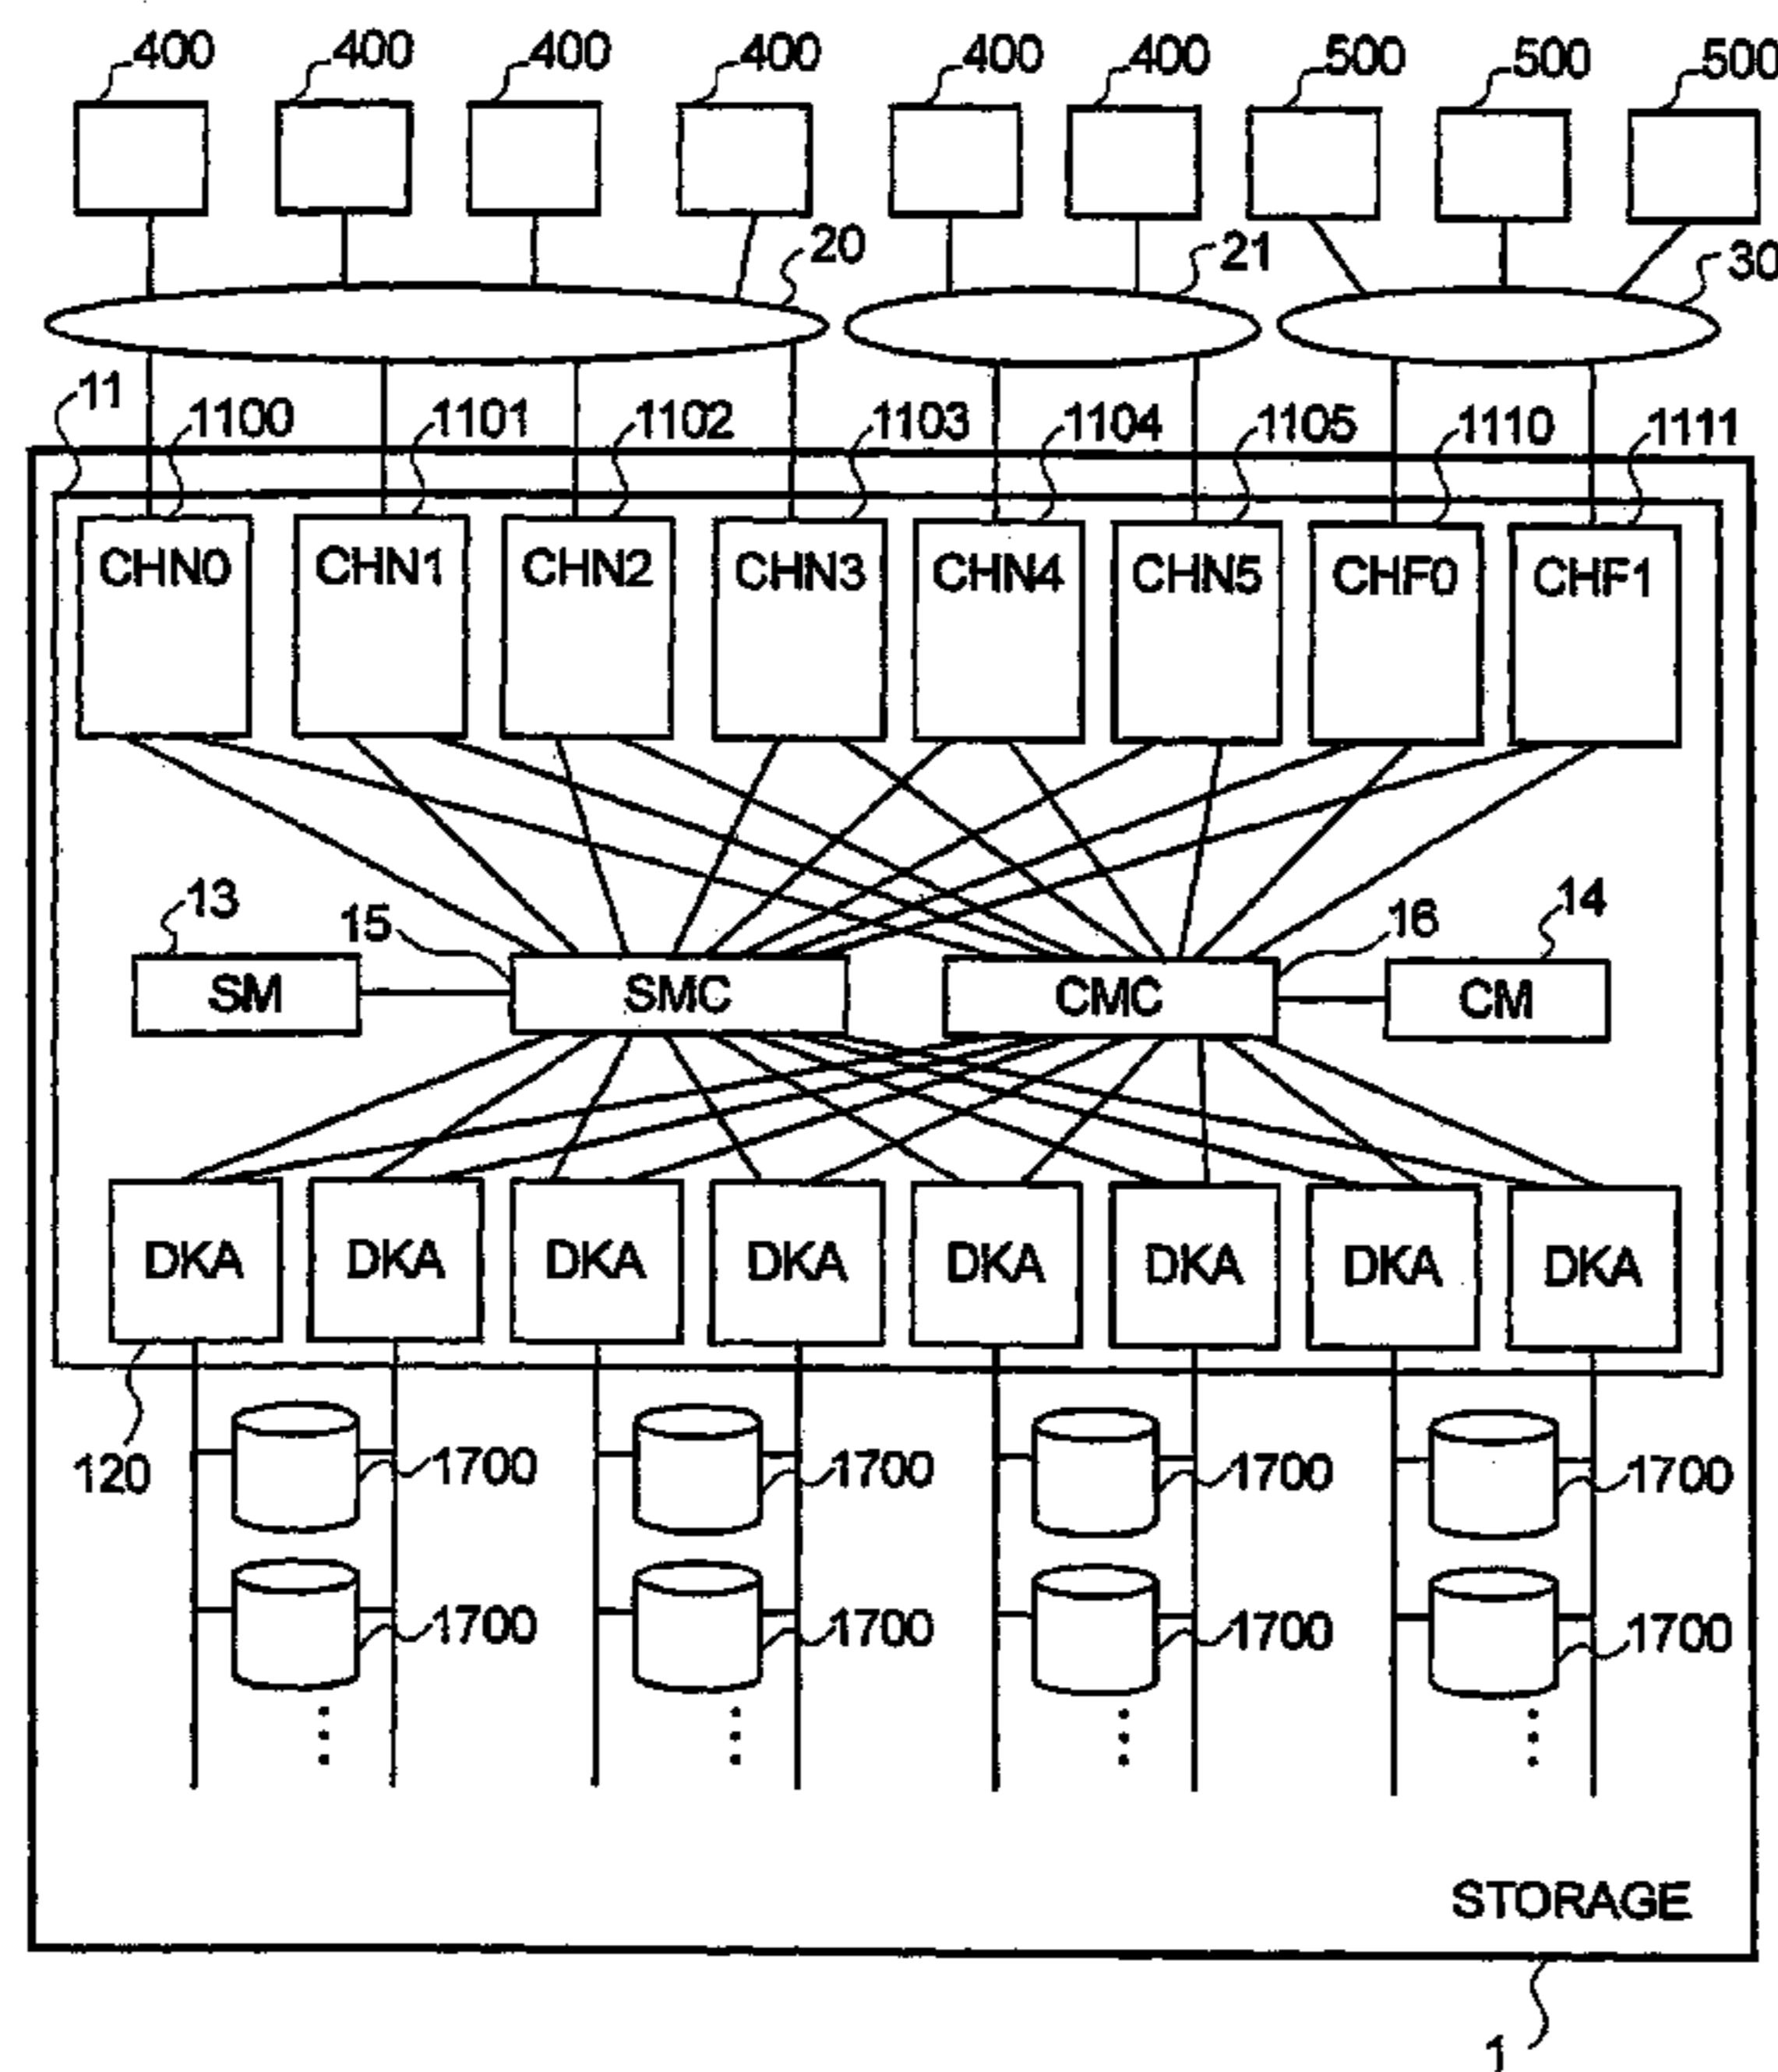 400 400 400 400 400 400 500 500 500
20 21 30
11 1100 1101 1102 1103 1104 1105 1110 1111
CHN0 CHN1 CHN2 CHN3 CHN4 CHN5 CHF0 CHF1
13 15 16 14
SM SMC CMC CM
DKA DKA DKA DKA DKA DKA DKA DKA
120 1700 1700 1700 1700
1700 1700 1700 1700
STORAGE
1